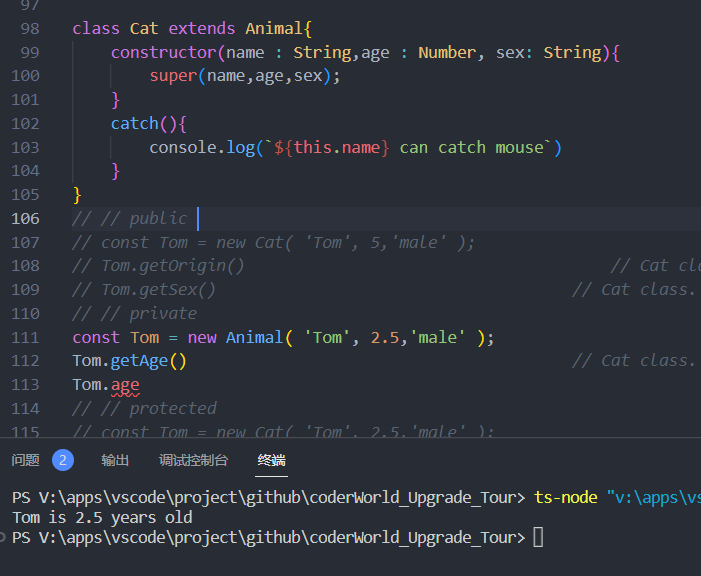 97
98 class Cat extends Animal{
99 constructor(name : String,age : Number, sex: String){
100 super(name,age,sex);
101 }
102 catch(){
103 console.log(`${this.name} can catch mouse`)
104 }
105 }
106 // // public
107 // const Tom = new Cat( 'Tom', 5,'male' );
108 // Tom.getOrigin() // Cat cl
109 // Tom.getSex() // Cat class.
110 // // private
111 const Tom = new Animal( 'Tom', 2.5,'male' );
112 Tom.getAge() // Cat class.
113 Tom.age
114 // // protected
115 // const Tom = new Cat( 'Tom', 2.5,'male' );
问题 2 输出 调试控制台 终端
PS V:\apps\vscode\project\github\coderWorld_Upgrade_Tour> ts-node "v:\apps\vs
Tom is 2.5 years old
PS V:\apps\vscode\project\github\coderWorld_Upgrade_Tour>